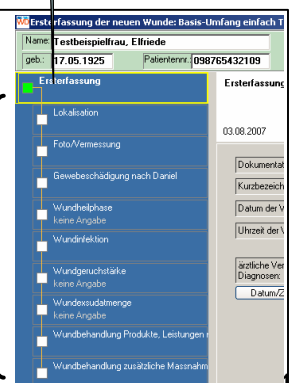 Ersterfassung der neuen Wunde: Basis-Umfang einfach T
Name: Testbeispielfrau, Elfriede
geb.: 17.05.1925 Patientennr.: 098765432109
Ersterfassung
Lokalisation
Foto/Vermessung
Gewebeschädigung nach Daniel
Wundheilphase
keine Angabe
Wundinfektion
Wundgeruchstärke
keine Angabe
Wundexsudatmenge
keine Angabe
Wundbehandlung Produkte, Leistungen
Wundbehandlung zusätzliche Massnahm
Ersterfassung
03.08.2007
Dokumentat
Kurzbezeich
Datum der V
Uhrzeit der V
ärztliche Ver
Diagnosen:
Datum/Z